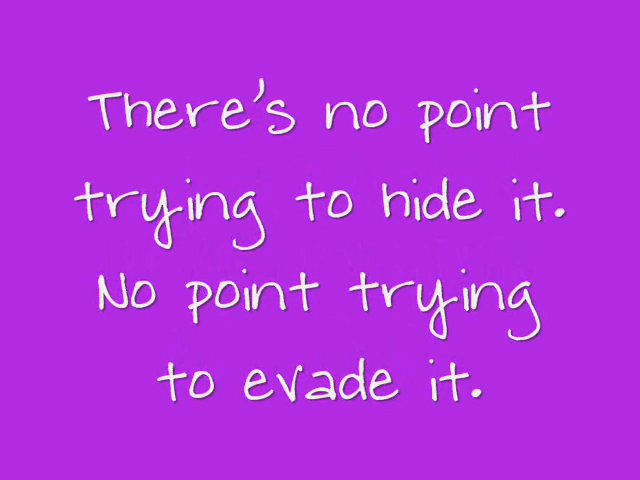 There's no point
trying to hide it.
No point trying
to evade it.